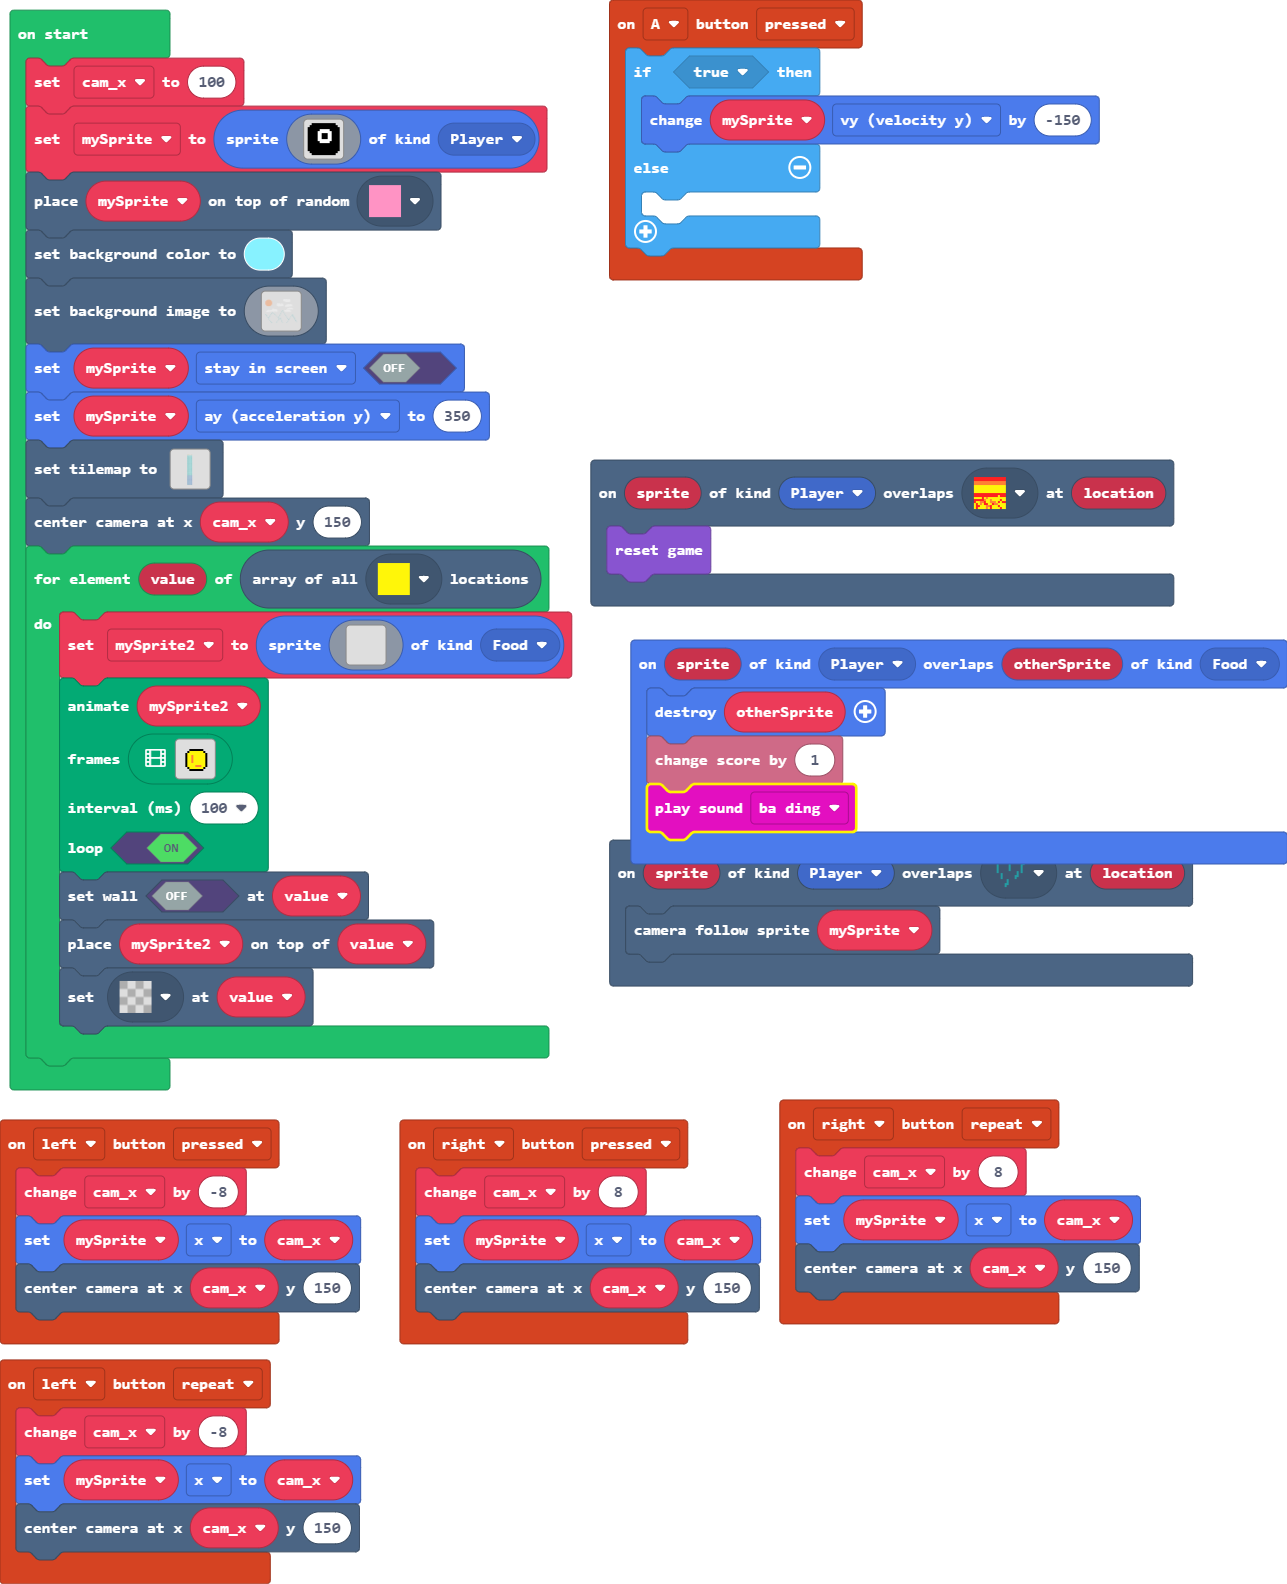 on start
set cam_x to 100
set mySprite to sprite of kind Player
place mySprite on top of random
set background color to
set background image to
set mySprite stay in screen OFF
set mySprite ay (acceleration y) to 350
set tilemap to
center camera at x cam_x y 150
for element value of array of all locations
do
set mySprite2 to sprite of kind Food
animate mySprite2
frames
interval (ms) 100
loop ON
set wall OFF at value
place mySprite2 on top of value
set at value
on A button pressed
if true then
change mySprite vy (velocity y) by -150
else
on sprite of kind Player overlaps at location
reset game
on sprite of kind Player overlaps otherSprite of kind Food
destroy otherSprite
change score by 1
play sound ba ding
on sprite of kind Player overlaps at location
camera follow sprite mySprite
on left button pressed
change cam_x by -8
set mySprite x to cam_x
center camera at x cam_x y 150
on right button pressed
change cam_x by 8
set mySprite x to cam_x
center camera at x cam_x y 150
on right button repeat
change cam_x by 8
set mySprite x to cam_x
center camera at x cam_x y 150
on left button repeat
change cam_x by -8
set mySprite x to cam_x
center camera at x cam_x y 150